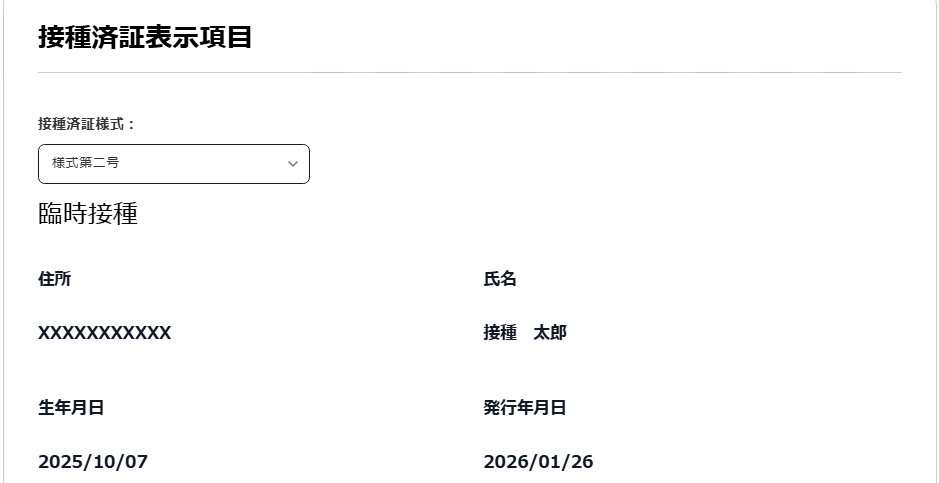 接種済証表示項目
接種済証様式：
様式第二号
臨時接種
住所
氏名
XXXXXXXXXXX
接種　太郎
生年月日
発行年月日
2025/10/07
2026/01/26